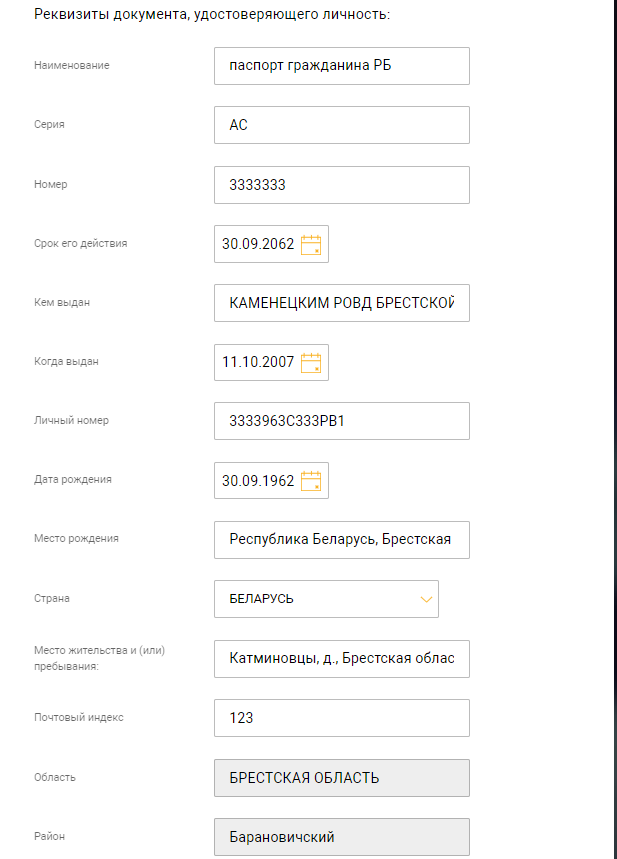 Реквизиты документа, удостоверяющего личность:
Наименование паспорт гражданина РБ
Серия АС
Номер 3333333
Срок его действия 30.09.2062
Кем выдан КАМЕНЕЦКИМ РОВД БРЕСТСКОЙ
Когда выдан 11.10.2007
Личный номер 3333963С333РВ1
Дата рождения 30.09.1962
Место рождения Республика Беларусь, Брестская
Страна БЕЛАРУСЬ
Место жительства и (или)
пребывания: Катминовцы, д., Брестская облас
Почтовый индекс 123
Область БРЕСТСКАЯ ОБЛАСТЬ
Район Барановичский